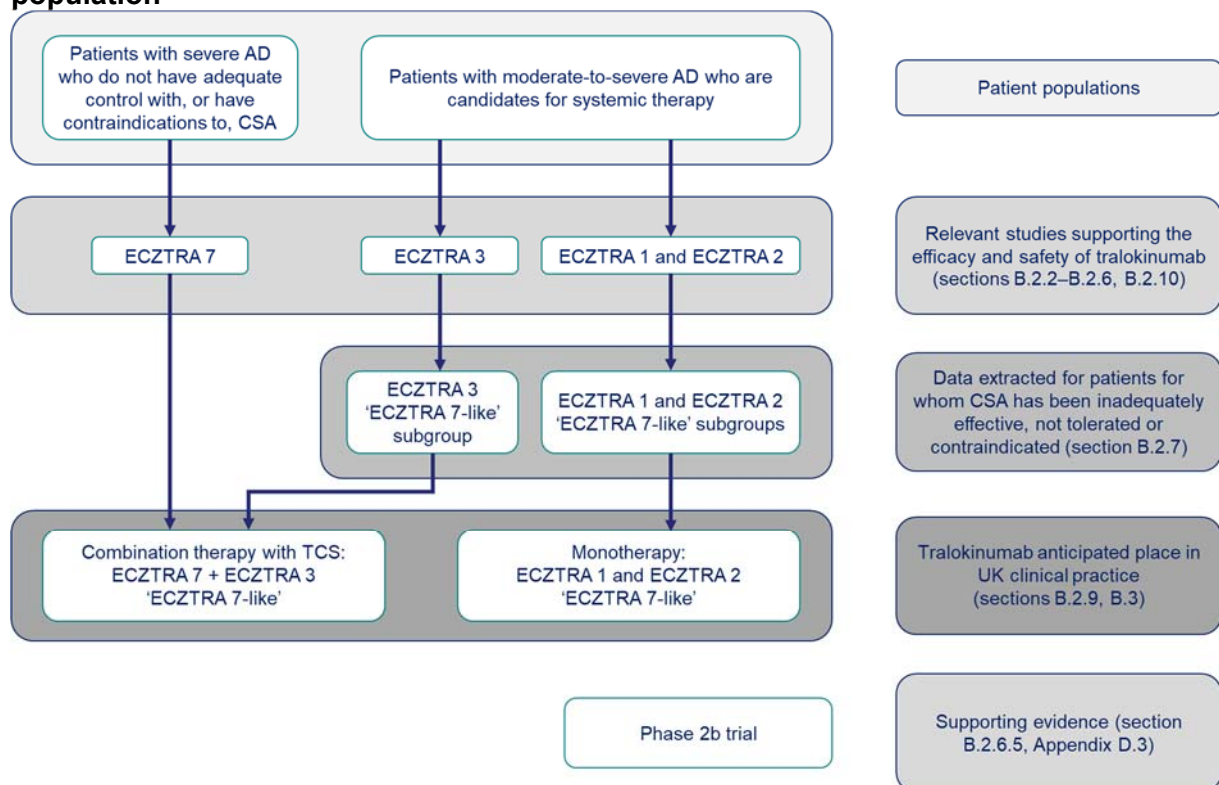 population
Patients with severe AD
who do not have adequate
control with, or have
contraindications to, CSA
Patients with moderate-to-severe AD who are
candidates for systemic therapy
Patient populations
ECZTRA 7
ECZTRA 3
ECZTRA 1 and ECZTRA 2
Relevant studies supporting the
efficacy and safety of tralokinumab
(sections B.2.2–B.2.6, B.2.10)
ECZTRA 3
‘ECZTRA 7-like’
subgroup
ECZTRA 1 and ECZTRA 2
‘ECZTRA 7-like’ subgroups
Data extracted for patients for
whom CSA has been inadequately
effective, not tolerated or
contraindicated (section B.2.7)
Combination therapy with TCS:
ECZTRA 7 + ECZTRA 3
‘ECZTRA 7-like’
Monotherapy:
ECZTRA 1 and ECZTRA 2
‘ECZTRA 7-like’
Tralokinumab anticipated place in
UK clinical practice
(sections B.2.9, B.3)
Phase 2b trial
Supporting evidence (section
B.2.6.5, Appendix D.3)